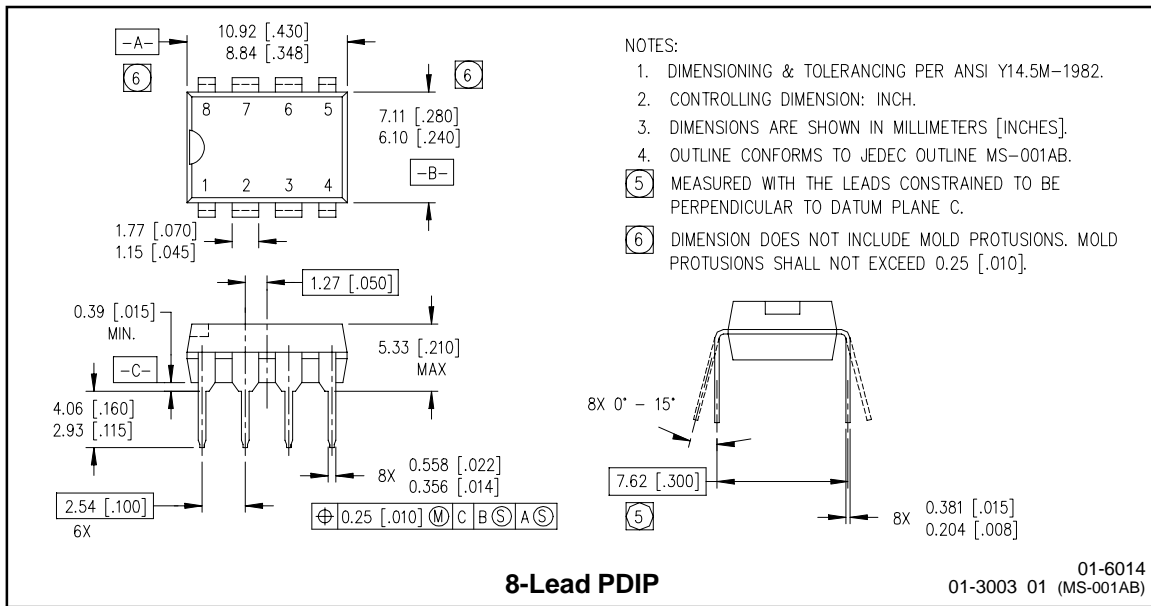 -A-
10.92 [.430]
8.84 [.348]
6
6
8 7 6 5
1 2 3 4
7.11 [.280]
6.10 [.240]
-B-
1.77 [.070]
1.15 [.045]
1.27 [.050]
0.39 [.015]
MIN.
-C-
5.33 [.210]
MAX
4.06 [.160]
2.93 [.115]
2.54 [.100]
6X
8X 0.558 [.022]
0.356 [.014]
⌖ 0.25 [.010] Ⓜ C B Ⓢ A Ⓢ
NOTES:
1. DIMENSIONING & TOLERANCING PER ANSI Y14.5M-1982.
2. CONTROLLING DIMENSION: INCH.
3. DIMENSIONS ARE SHOWN IN MILLIMETERS [INCHES].
4. OUTLINE CONFORMS TO JEDEC OUTLINE MS-001AB.
5 MEASURED WITH THE LEADS CONSTRAINED TO BE
PERPENDICULAR TO DATUM PLANE C.
6 DIMENSION DOES NOT INCLUDE MOLD PROTUSIONS. MOLD
PROTUSIONS SHALL NOT EXCEED 0.25 [.010].
8X 0° - 15°
7.62 [.300]
5
8X 0.381 [.015]
0.204 [.008]
8-Lead PDIP
01-6014
01-3003 01 (MS-001AB)